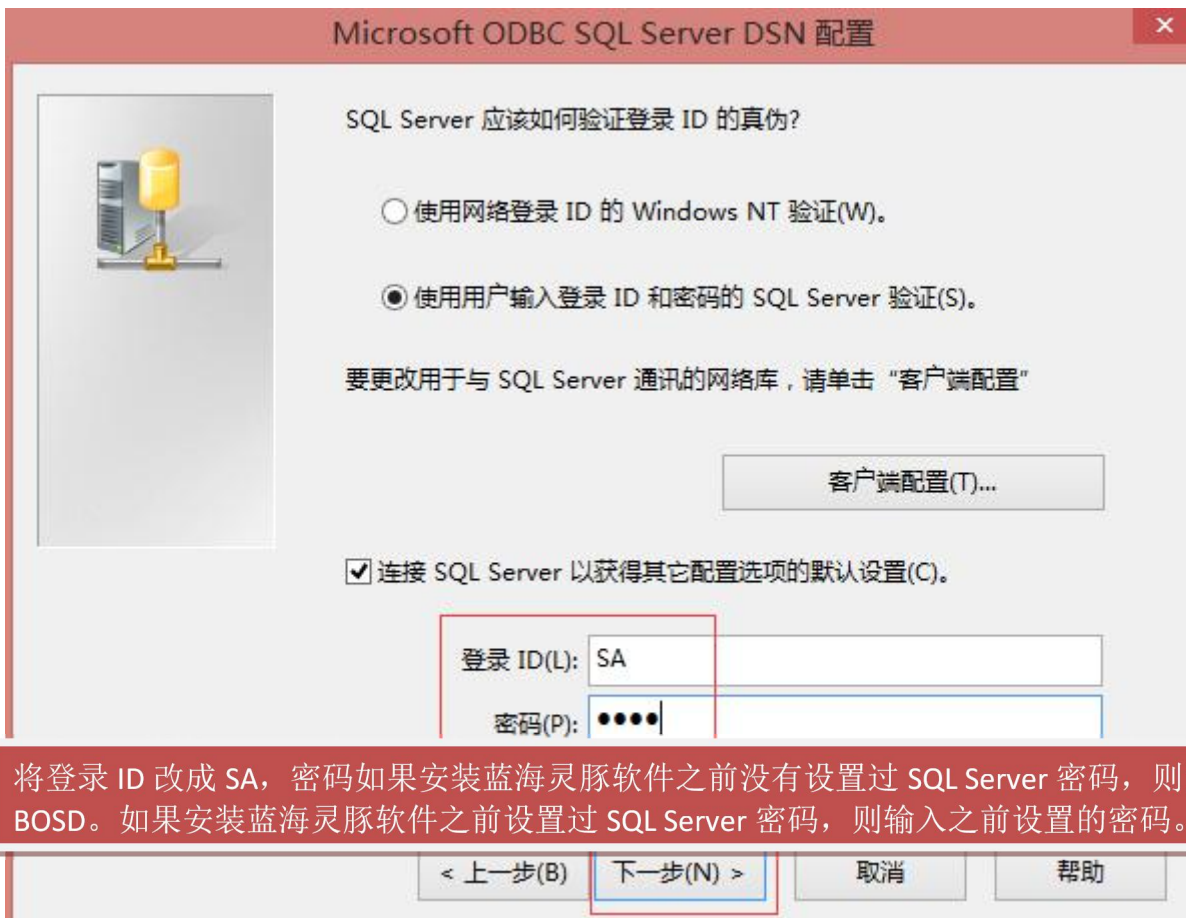 Microsoft ODBC SQL Server DSN 配置
SQL Server 应该如何验证登录 ID 的真伪?
使用网络登录 ID 的 Windows NT 验证(W)。
使用用户输入登录 ID 和密码的 SQL Server 验证(S)。
要更改用于与 SQL Server 通讯的网络库，请单击“客户端配置”
客户端配置(T)...
连接 SQL Server 以获得其它配置选项的默认设置(C)。
登录 ID(L): SA
密码(P): ●●●●
将登录 ID 改成 SA，密码如果安装蓝海灵豚软件之前没有设置过 SQL Server 密码，则
BOSD。如果安装蓝海灵豚软件之前设置过 SQL Server 密码，则输入之前设置的密码。
< 上一步(B) 下一步(N) > 取消 帮助